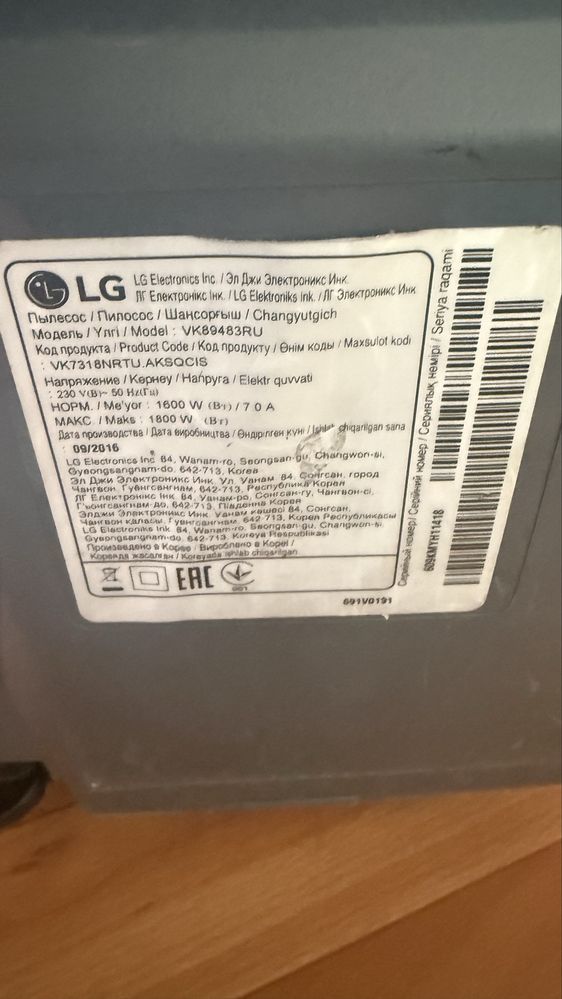 LG
LG Electronics Inc. / Эл Джи Электроникс Инк.
ЛГ Електронікс Інк. / LG Elektroniks ink. / ЛГ Электроникс Инк
Пылесос / Пилосос / Шаңсорғыш / Changyutgich
Модель / Үлгі / Model : VK89483RU
Код продукта / Product Code / Код продукту / Өнім коды / Maxsulot kodi
: VK7318NRTU.AKSQCIS
Напряжение / Кернеу / Напруга / Elektr quvvati
: 230 V(В)~ 50 Hz(Гц)
НОРМ. / Me'yor : 1600 W (Вт) / 7.0 A
МАКС. / Maks : 1800 W (Вт)
Дата производства / Дата виробництва / Өндірілген күні / Ishlab chiqarilgan sana
: 09/2016
LG Electronics Inc 84, Wanam-ro, Seongsan-gu, Changwon-si,
Gyeongsangnam-do, 642-713, Korea
Эл Джи Электроникс Инк. Ул. Уанам 84, Сонгсан, город
Чангвон, Гуёнгсангнам, 642-713, Республика Корея
ЛГ Електронікс Інк. 84, Уанам-ро, Сонгсан-гу, Чангвон-сі,
Гьонгсангнам-до, 642-713, Південна Корея
Элджи Электроникс Инк. Уанам көшесі 84, Сонгсан,
Чангвон қаласы, Гуёнгсангнам, 642-713, Корея Республикасы
LG Electronics Ink 84, Wanam-ro, Seongsan-gu, Changwon-si,
Gyeongsangnam-do, 642-713, Koreya Respublikasi
Произведено в Корее / Вироблено в Кореї /
Кореяда жасалған / Koreyada ishlab chiqarilgan
EAC
001
691V0191
Серийный номер/ Серійний номер / Сериялық нөмірі / Seriya raqami
609KMTH11418